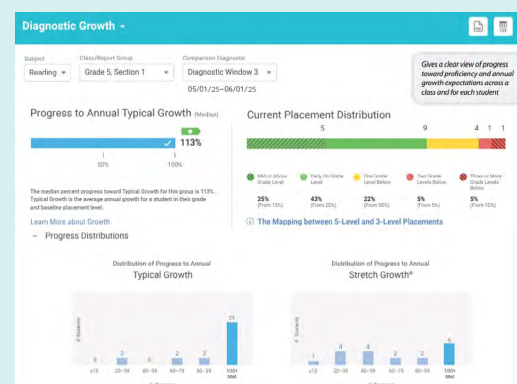 Diagnostic Growth
Gives a clear view of progress
toward proficiency and annual
growth expectations across a
class and for each student
Subject
Class/Report Group
Comparison Diagnostic
Reading
Grade 5, Section 1
Diagnostic Window 3
05/01/25–06/01/25
Progress to Annual Typical Growth (Median)
113%
50%
100%
The median percent progress toward Typical Growth for this group is 113%.
Typical Growth is the average annual growth for a student in their grade
and baseline placement level.
Learn More about Growth
Current Placement Distribution
5 9 4 1 1
Mid or Above
Grade Level
Early On Grade
Level
One Grade
Level Below
Two Grade
Levels Below
Three or More
Grade Levels
Below
25% 43% 22% 5% 5%
(From 15%) (From 20%) (From 50%) (From 5%) (From 10%)
The Mapping between 5-Level and 3-Level Placements
– Progress Distributions
Distribution of Progress to Annual
Typical Growth
# Students
0 2 0 2 2
20–39 40–59 60–79 80–99 100+
Met
Distribution of Progress to Annual
Stretch Growth®
# Students
1 4 4 2 2 6
20–39 40–59 60–79 80–99 100+
Met